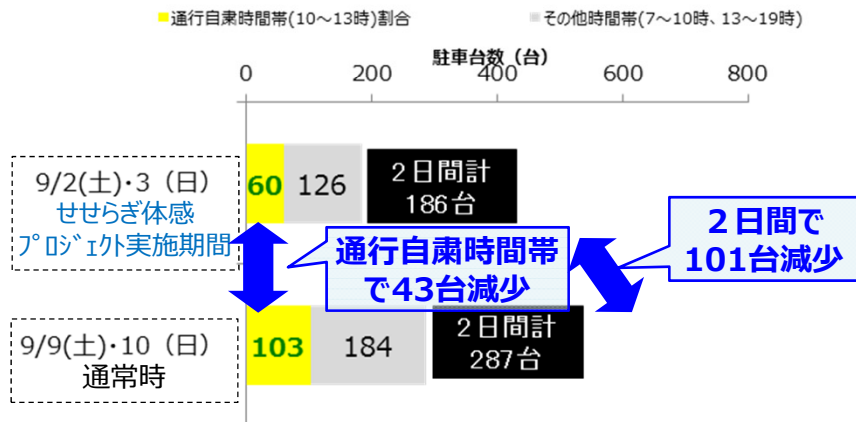 ■通行自粛時間帯(10～13時)割合
■その他時間帯(7～10時、13～19時)
駐車台数（台）
0 200 400 600 800
9/2(土)・3（日）
せせらぎ体感
ﾌﾟﾛｼﾞｪｸﾄ実施期間
60 126
２日間計
186台
通行自粛時間帯
で43台減少
２日間で
101台減少
9/9(土)・10（日）
通常時
103 184
２日間計
287台